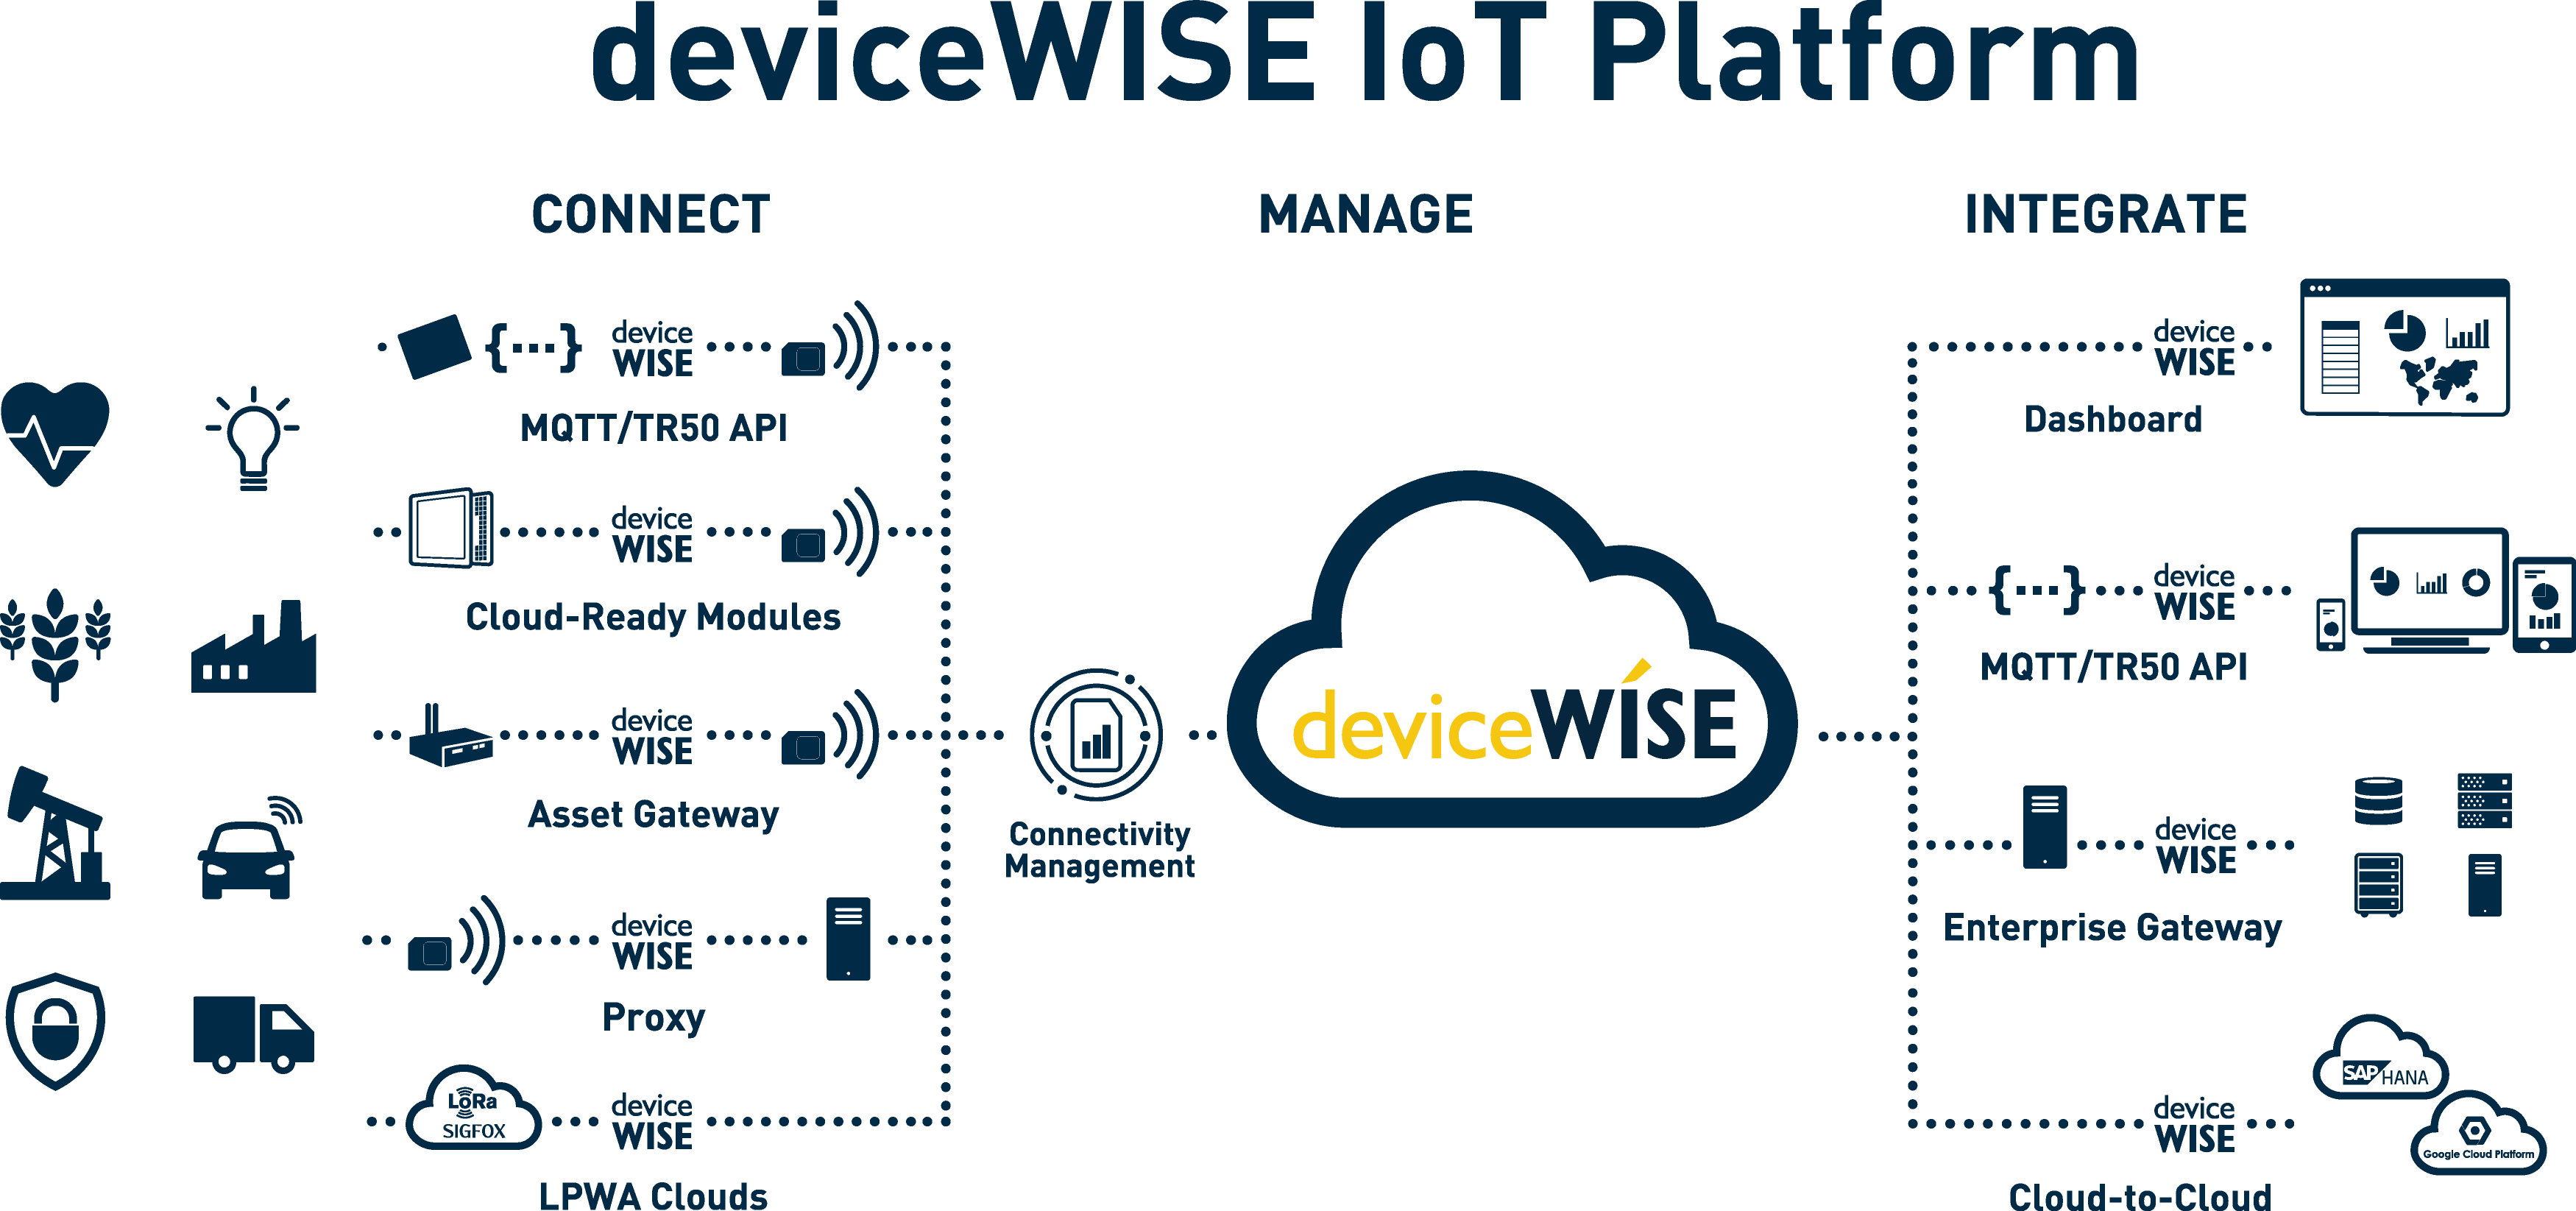 deviceWISE IoT Platform
CONNECT
MANAGE
INTEGRATE
{...}
device
WISE
MQTT/TR50 API
device
WISE
Cloud-Ready Modules
device
WISE
Asset Gateway
device
WISE
Proxy
LoRa
SIGFOX
device
WISE
LPWA Clouds
Connectivity
Management
deviceWISE
device
WISE
Dashboard
{...}
device
WISE
MQTT/TR50 API
device
WISE
Enterprise Gateway
device
WISE
SAP HANA
Google Cloud Platform
Cloud-to-Cloud